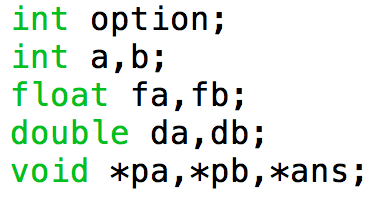 int option;
int a,b;
float fa,fb;
double da,db;
void *pa,*pb,*ans;